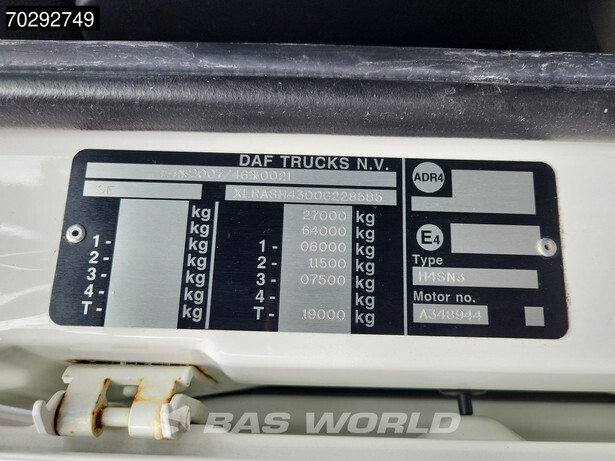 70292749
DAF TRUCKS N.V.
E4*2007/46*0021
XLRASH4300G228595
kg 27000 kg
kg 64000 kg
1- kg 1- 08000 kg
2- kg 2- 11500 kg
3- kg 3- 07500 kg
4- kg 4- kg
T- kg T- 19000 kg
ADR4
E4
Type
H4SN3
Motor no.
A348944
BAS WORLD